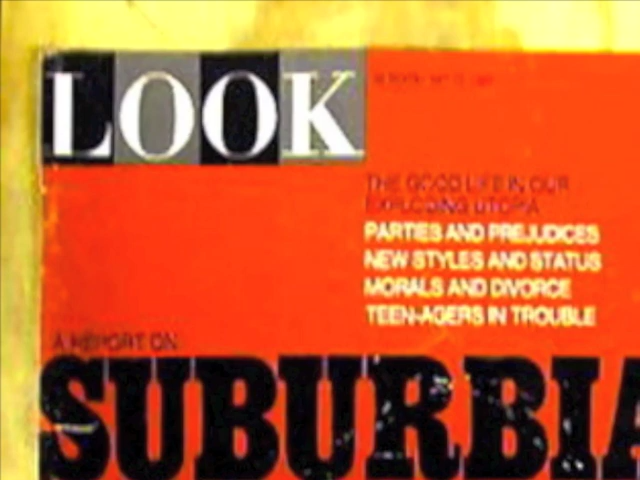 LOOK
THE GOOD LIFE IN OUR
EXPLODING UTOPIA
PARTIES AND PREJUDICES
NEW STYLES AND STATUS
MORALS AND DIVORCE
TEEN-AGERS IN TROUBLE
A REPORT ON
SUBURBIA